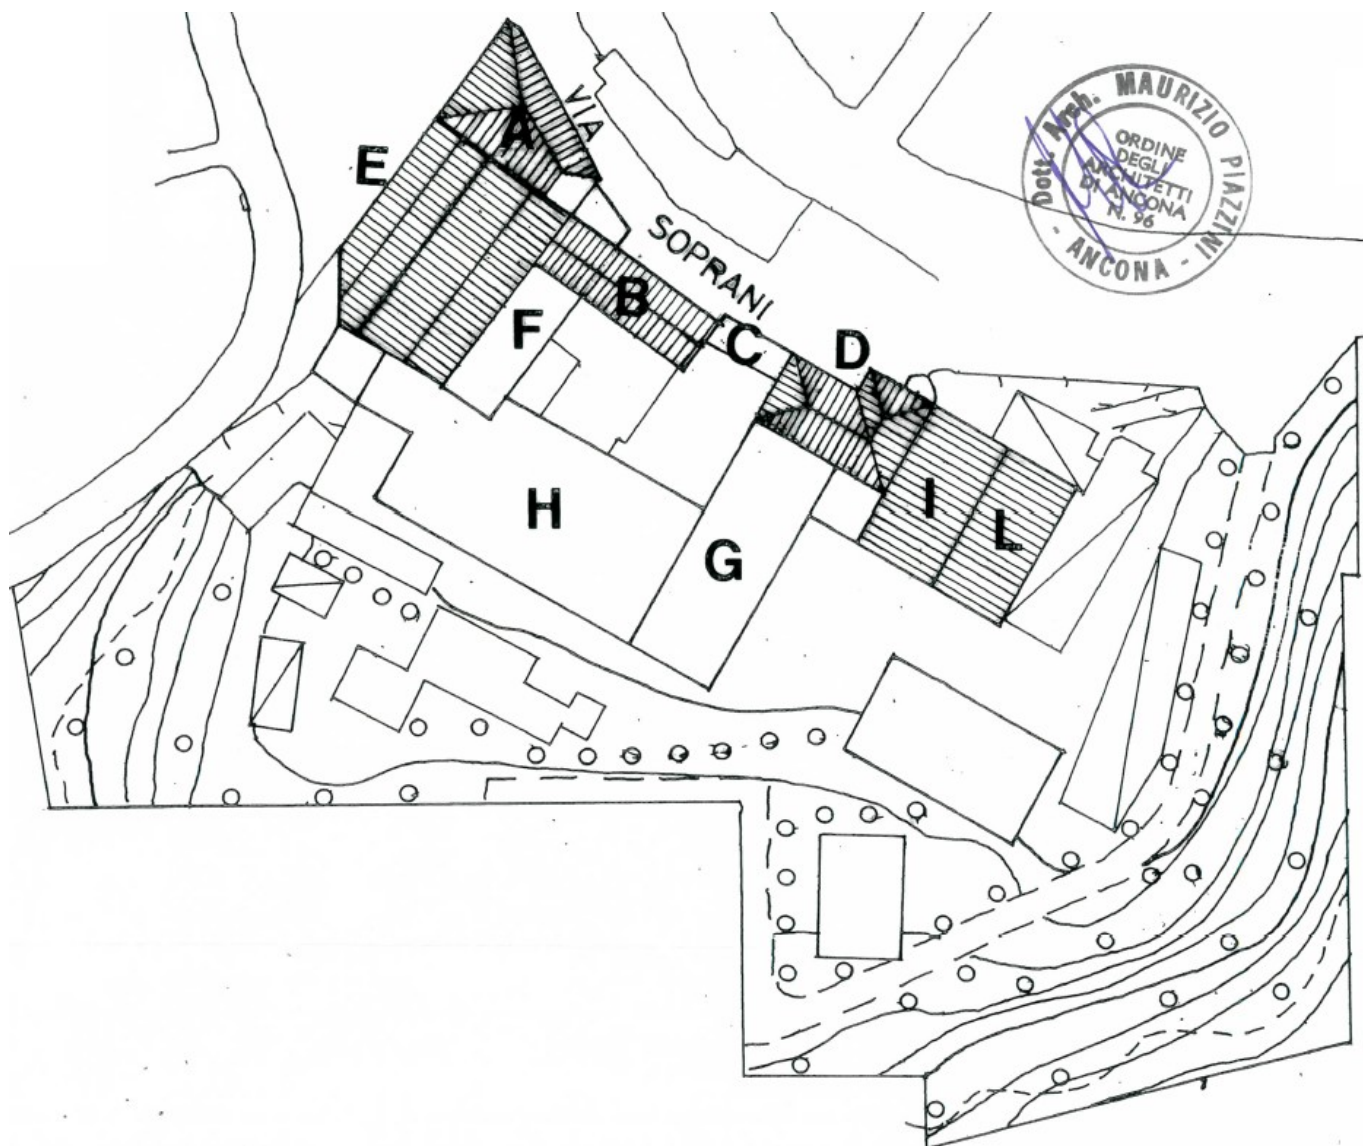 VIA
SOPRANI
A
E
B
F
C
D
H
I
L
G
Dott. Arch. MAURIZIO PIAZZINI
- ANCONA -
ORDINE
DEGLI
ARCHITETTI
DI ANCONA
N. 96